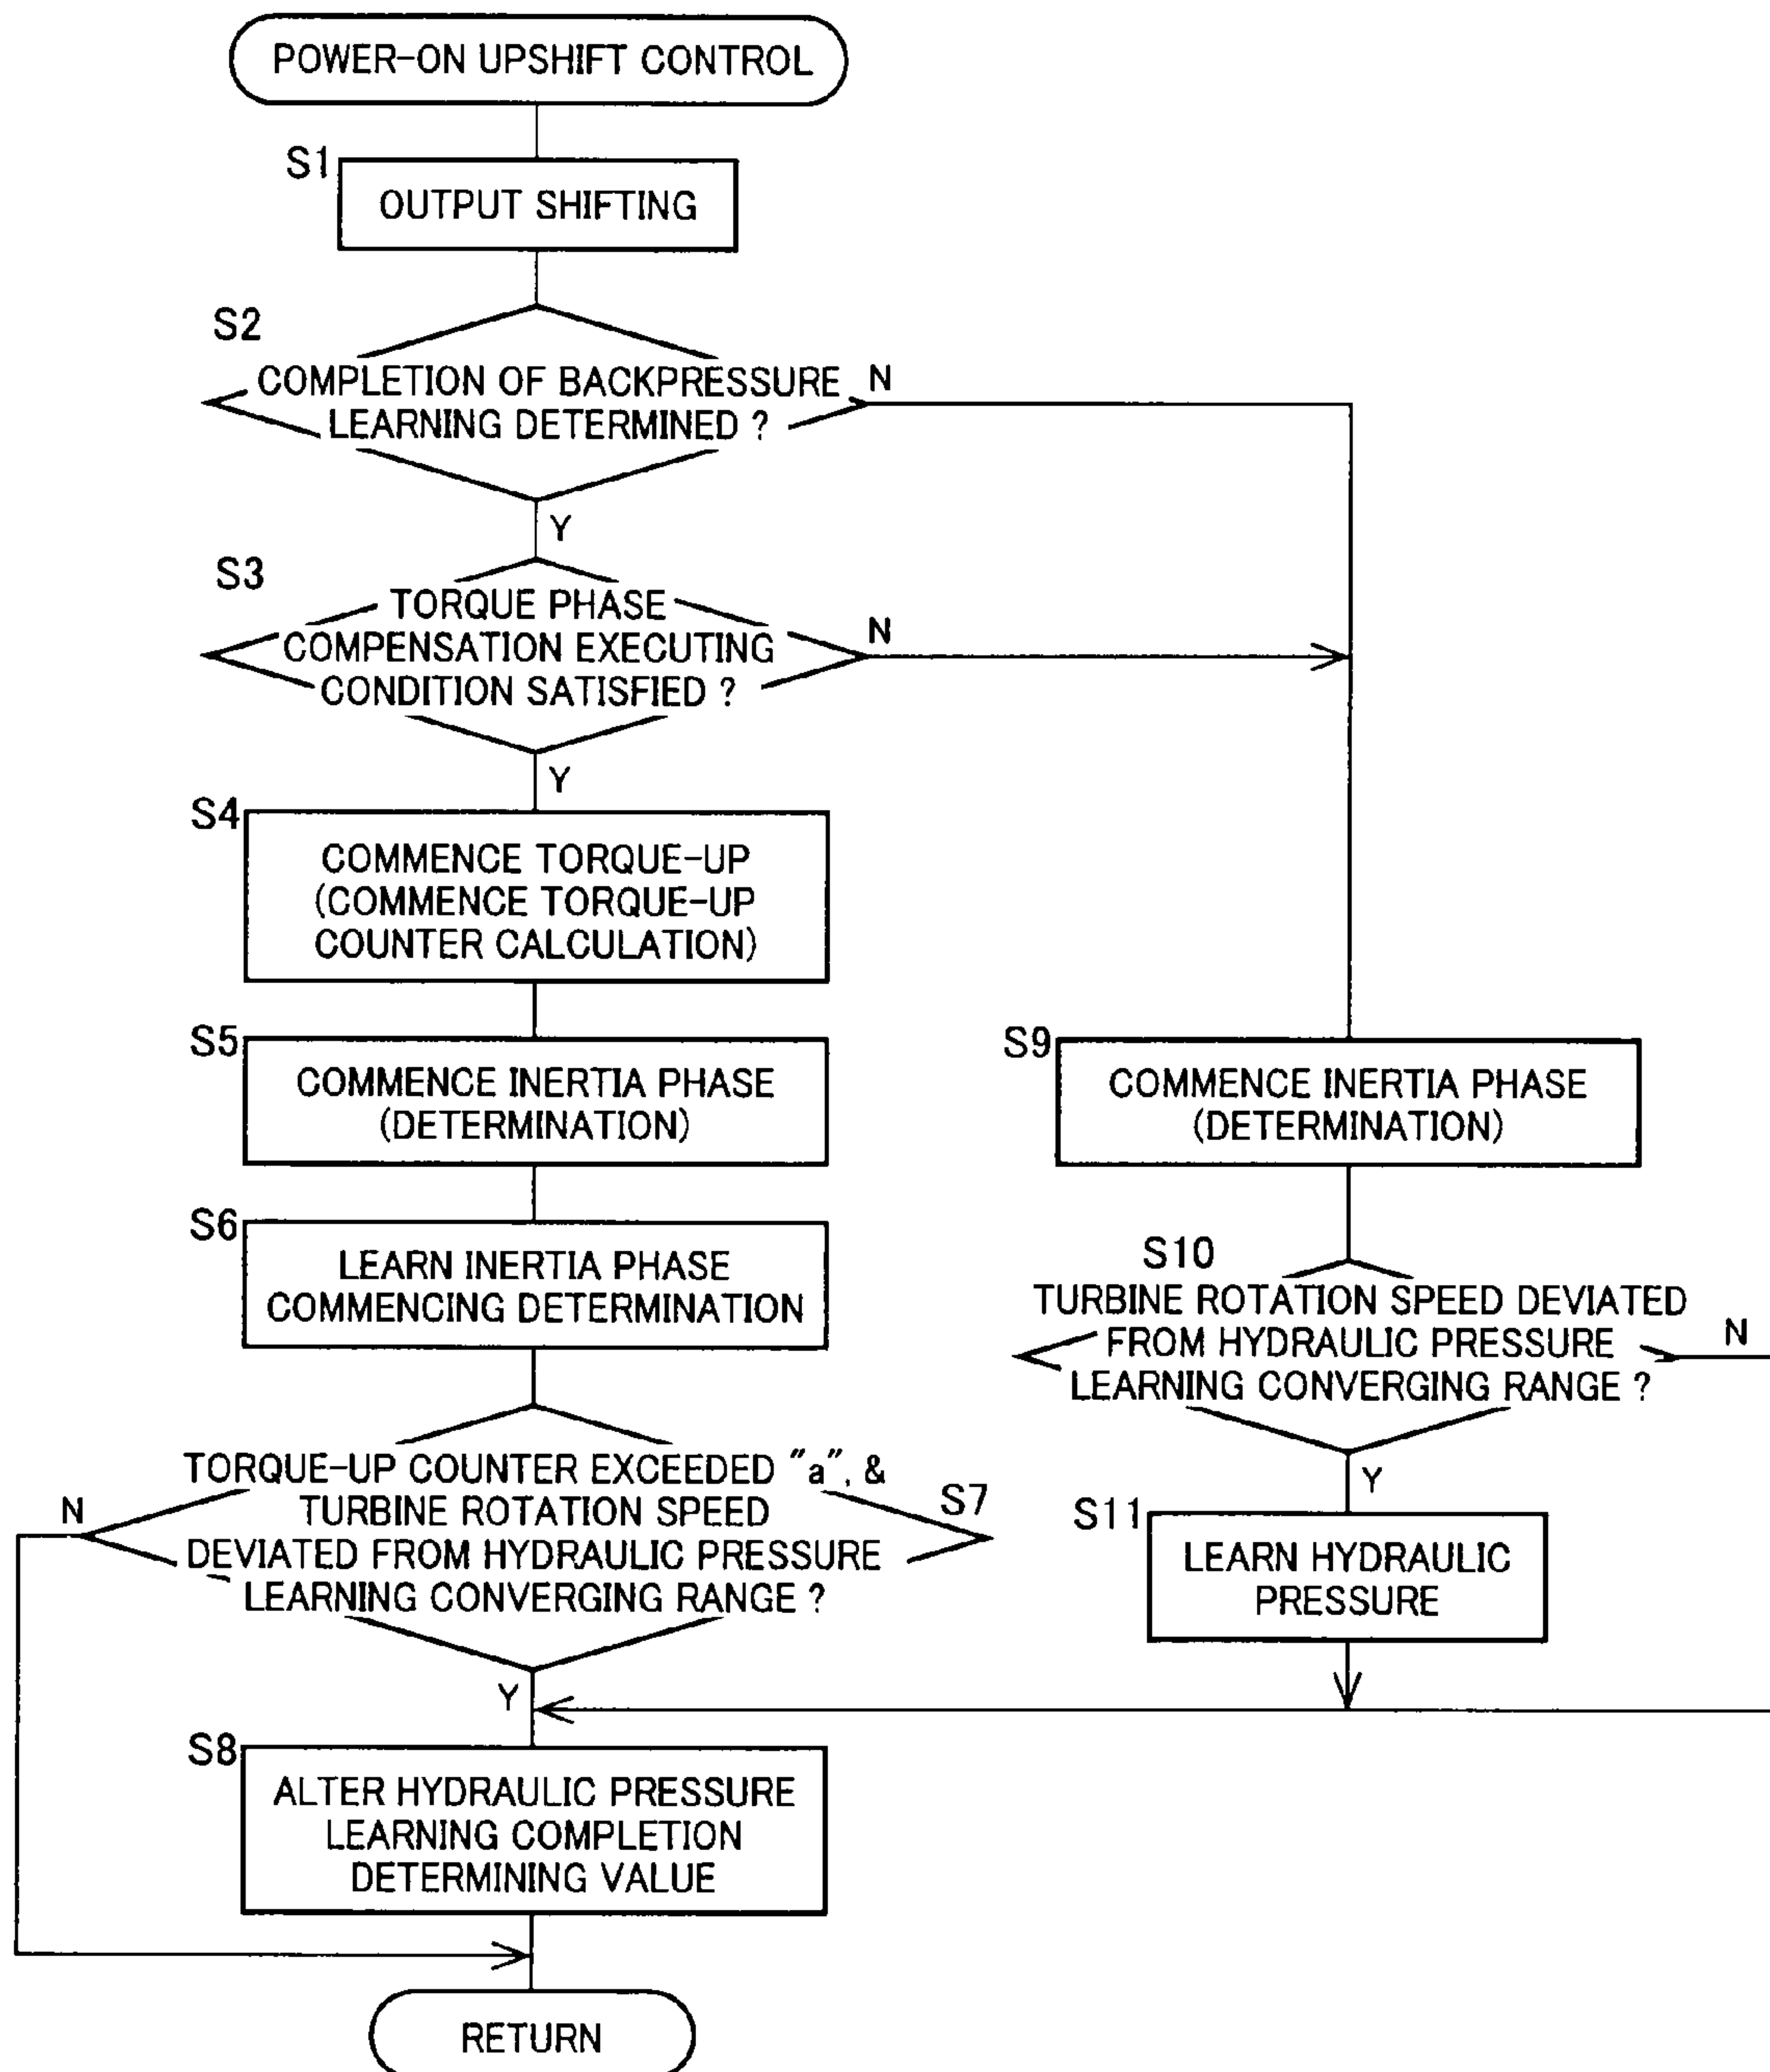 POWER-ON UPSHIFT CONTROL
S1
OUTPUT SHIFTING
S2
COMPLETION OF BACKPRESSURE
LEARNING DETERMINED ?
N
Y
S3
TORQUE PHASE
COMPENSATION EXECUTING
CONDITION SATISFIED ?
N
Y
S4
COMMENCE TORQUE-UP
(COMMENCE TORQUE-UP
COUNTER CALCULATION)
S5
COMMENCE INERTIA PHASE
(DETERMINATION)
S6
LEARN INERTIA PHASE
COMMENCING DETERMINATION
S7
TORQUE-UP COUNTER EXCEEDED "a", &
TURBINE ROTATION SPEED
DEVIATED FROM HYDRAULIC PRESSURE
LEARNING CONVERGING RANGE ?
N
Y
S8
ALTER HYDRAULIC PRESSURE
LEARNING COMPLETION
DETERMINING VALUE
S9
COMMENCE INERTIA PHASE
(DETERMINATION)
S10
TURBINE ROTATION SPEED DEVIATED
FROM HYDRAULIC PRESSURE
LEARNING CONVERGING RANGE ?
N
Y
S11
LEARN HYDRAULIC
PRESSURE
RETURN